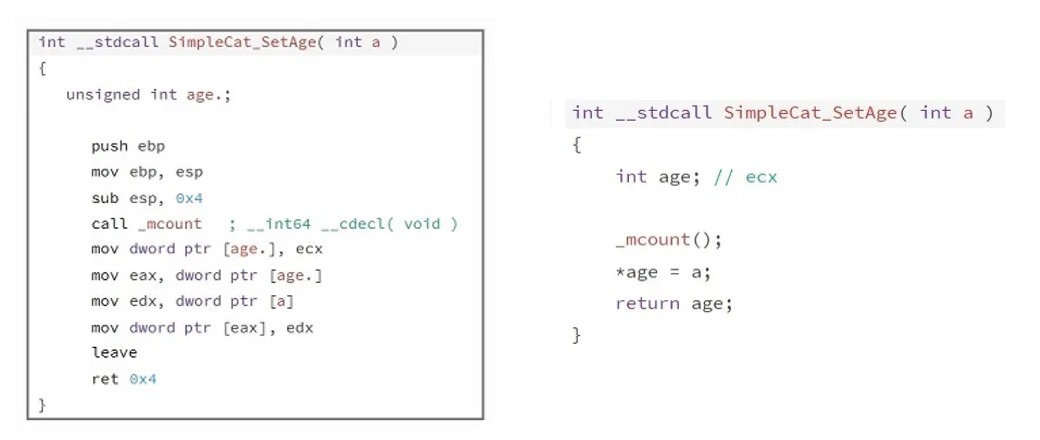 int __stdcall SimpleCat_SetAge( int a )
{
unsigned int age.;
push ebp
mov ebp, esp
sub esp, 0x4
call _mcount ; __int64 __cdecl( void )
mov dword ptr [age.], ecx
mov eax, dword ptr [age.]
mov edx, dword ptr [a]
mov dword ptr [eax], edx
leave
ret 0x4
}
int __stdcall SimpleCat_SetAge( int a )
{
int age; // ecx
_mcount();
*age = a;
return age;
}